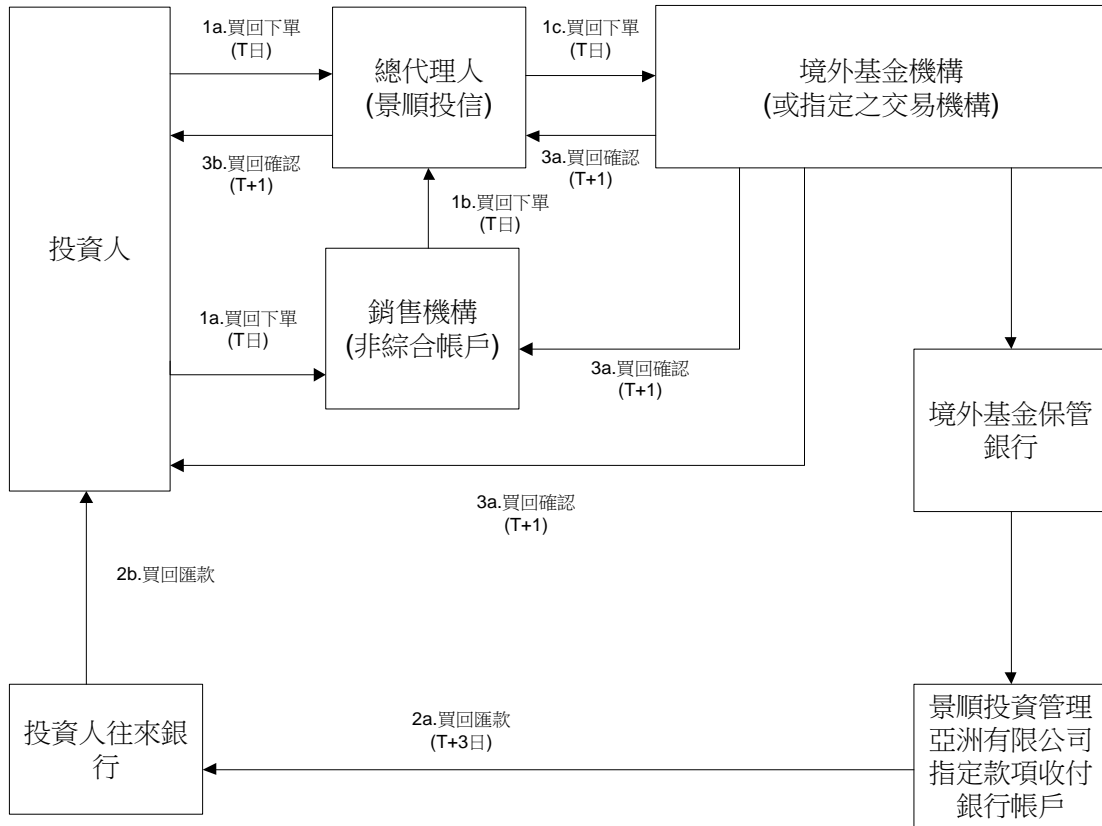 1a.買回下單
(T日)
總代理人
(景順投信)
1c.買回下單
(T日)
境外基金機構
(或指定之交易機構)
3b.買回確認
(T+1)
3a.買回確認
(T+1)
1b.買回下單
(T日)
投資人
1a.買回下單
(T日)
銷售機構
(非綜合帳戶)
3a.買回確認
(T+1)
境外基金保管
銀行
3a.買回確認
(T+1)
2b.買回匯款
投資人往來銀
行
2a.買回匯款
(T+3日)
景順投資管理
亞洲有限公司
指定款項收付
銀行帳戶